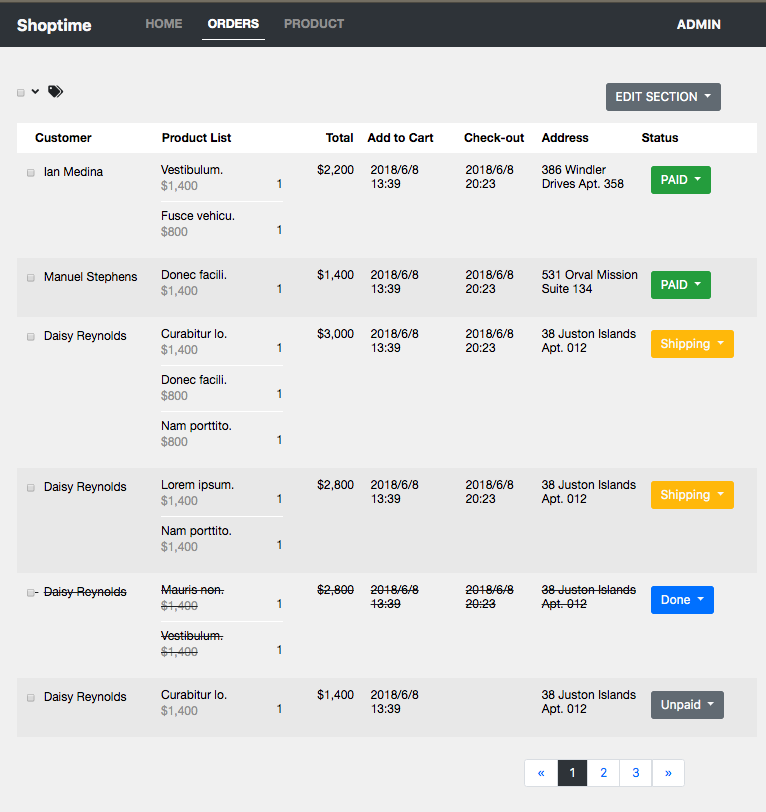 Shoptime HOME ORDERS PRODUCT ADMIN
EDIT SECTION
Customer Product List Total Add to Cart Check-out Address Status
Ian Medina Vestibulum. $2,200 2018/6/8 2018/6/8 386 Windler PAID
$1,400 1 13:39 20:23 Drives Apt. 358
Fusce vehicu.
$800 1
Manuel Stephens Donec facili. $1,400 2018/6/8 2018/6/8 531 Orval Mission PAID
$1,400 1 13:39 20:23 Suite 134
Daisy Reynolds Curabitur lo. $3,000 2018/6/8 2018/6/8 38 Juston Islands Shipping
$1,400 1 13:39 20:23 Apt. 012
Donec facili.
$800 1
Nam porttito.
$800 1
Daisy Reynolds Lorem ipsum. $2,800 2018/6/8 2018/6/8 38 Juston Islands Shipping
$1,400 1 13:39 20:23 Apt. 012
Nam porttito.
$1,400 1
Daisy Reynolds Mauris non. $2,800 2018/6/8 2018/6/8 38 Juston Islands Done
$1,400 1 13:39 20:23 Apt. 012
Vestibulum.
$1,400 1
Daisy Reynolds Curabitur lo. $1,400 2018/6/8 38 Juston Islands Unpaid
$1,400 1 13:39 Apt. 012
« 1 2 3 »